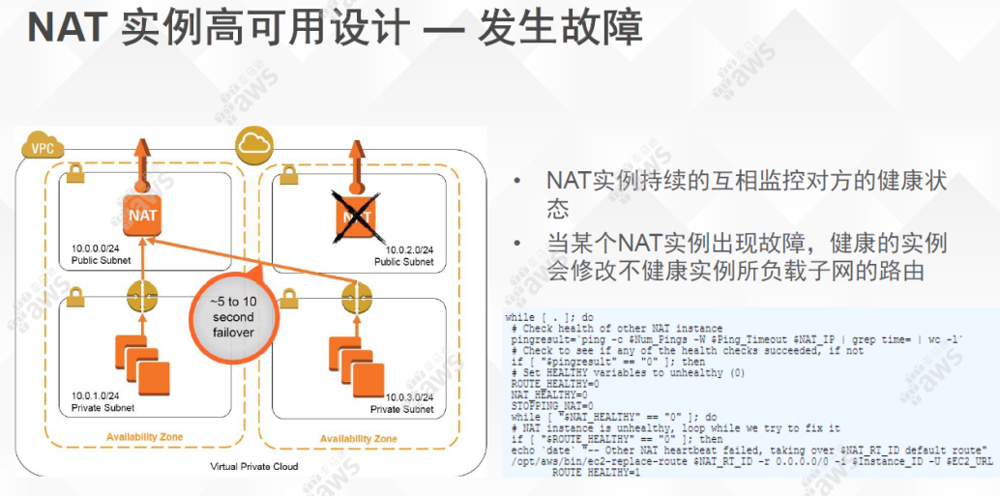 NAT 实例高可用设计 — 发生故障
VPC
NAT
10.0.0.0/24
Public Subnet
10.0.2.0/24
Public Subnet
~5 to 10
second
failover
10.0.1.0/24
Private Subnet
10.0.3.0/24
Private Subnet
Availability Zone
Availability Zone
Virtual Private Cloud
• NAT实例持续的互相监控对方的健康状
态
• 当某个NAT实例出现故障，健康的实例
会修改不健康实例所负载子网的路由
while [ . ]; do
# Check health of other NAT instance
pingresult=`ping -c $Num_Pings -W $Ping_Timeout $NAT_IP | grep time= | wc -l`
# Check to see if any of the health checks succeeded, if not
if [ "$pingresult" == "0" ]; then
# Set HEALTHY variables to unhealthy (0)
ROUTE_HEALTHY=0
NAT_HEALTHY=0
STOPPING_NAT=0
while [ "$NAT_HEALTHY" == "0" ]; do
# NAT instance is unhealthy, loop while we try to fix it
if [ "$ROUTE_HEALTHY" == "0" ]; then
echo `date` "-- Other NAT heartbeat failed, taking over $NAT_RT_ID default route"
/opt/aws/bin/ec2-replace-route $NAT_RT_ID -r 0.0.0.0/0 -i $Instance_ID -U $EC2_URL
ROUTE_HEALTHY=1